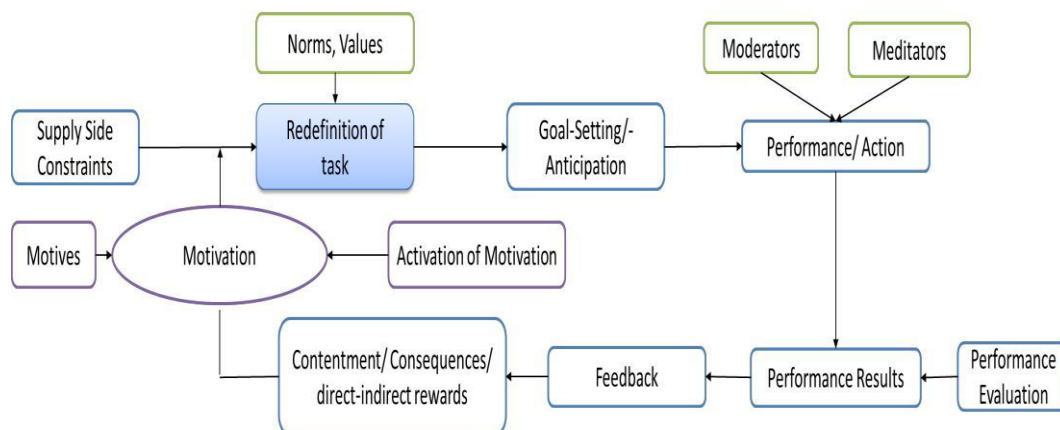 Norms, Values
Moderators
Meditators
Supply Side
Constraints
Redefinition of
task
Goal-Setting/-
Anticipation
Performance/ Action
Motives
Motivation
Activation of Motivation
Contentment/ Consequences/
direct-indirect rewards
Feedback
Performance Results
Performance
Evaluation